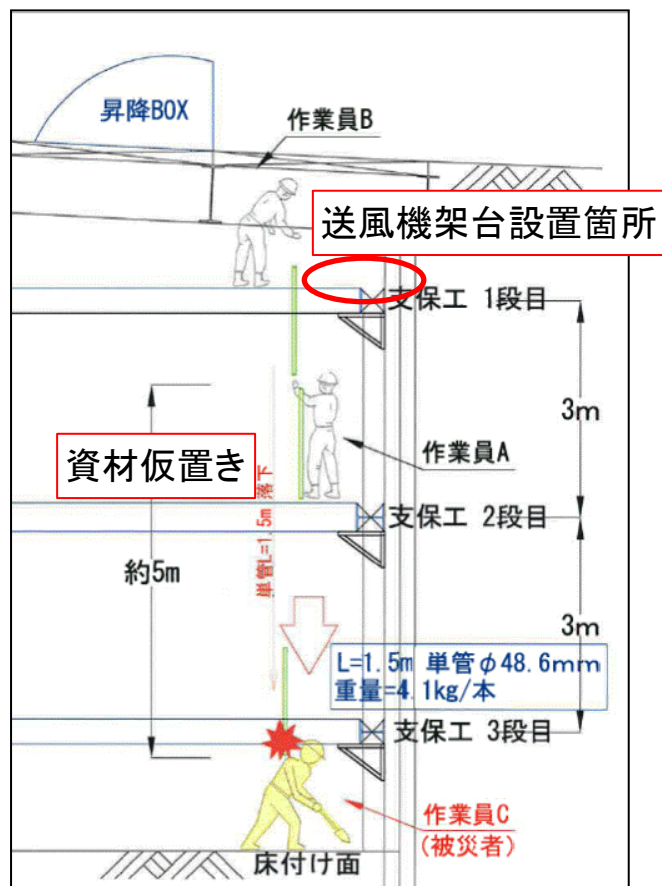 昇降BOX
作業員B
送風機架台設置箇所
支保工 1段目
3m
資材仮置き
作業員A
単管L=1.5m 落下
支保工 2段目
約5m
3m
L=1.5m 単管φ48.6mm
重量=4.1kg/本
支保工 3段目
作業員C
(被災者)
床付け面